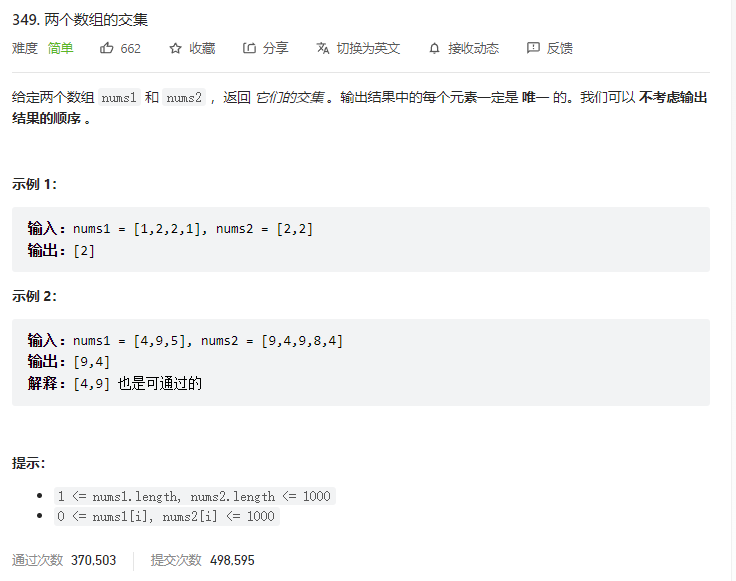 349. 两个数组的交集
难度 简单 662 收藏 分享 切换为英文 接收动态 反馈
给定两个数组 nums1 和 nums2 ，返回 它们的交集 。输出结果中的每个元素一定是 唯一 的。我们可以 不考虑输出
结果的顺序 。
示例 1：
输入：nums1 = [1,2,2,1], nums2 = [2,2]
输出：[2]
示例 2：
输入：nums1 = [4,9,5], nums2 = [9,4,9,8,4]
输出：[9,4]
解释：[4,9] 也是可通过的
提示：
1 <= nums1.length, nums2.length <= 1000
0 <= nums1[i], nums2[i] <= 1000
通过次数 370,503 提交次数 498,595